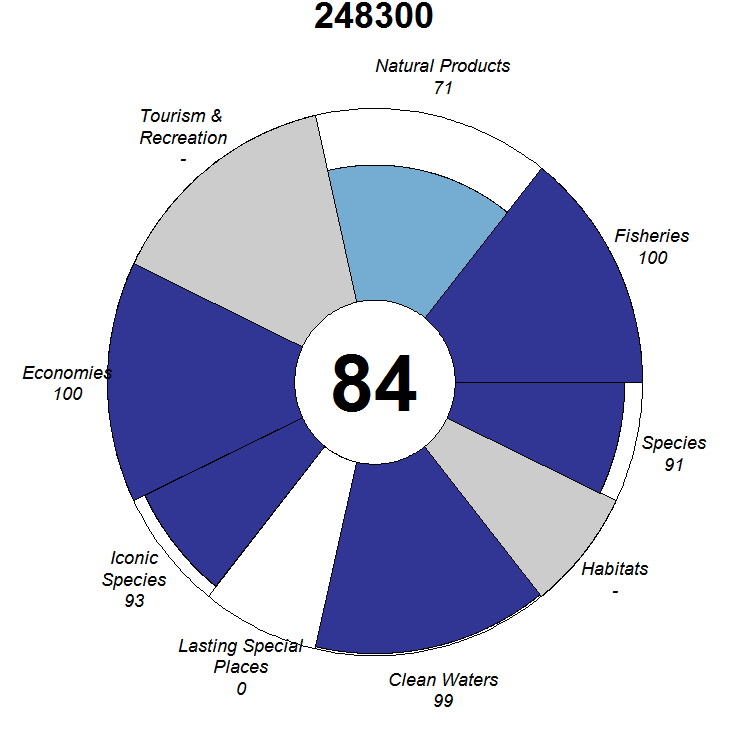 248300
Natural Products
71
Tourism &
Recreation
-
Fisheries
100
84
Economies
100
Species
91
Iconic
Species
93
Habitats
-
Lasting Special
Places
0
Clean Waters
99